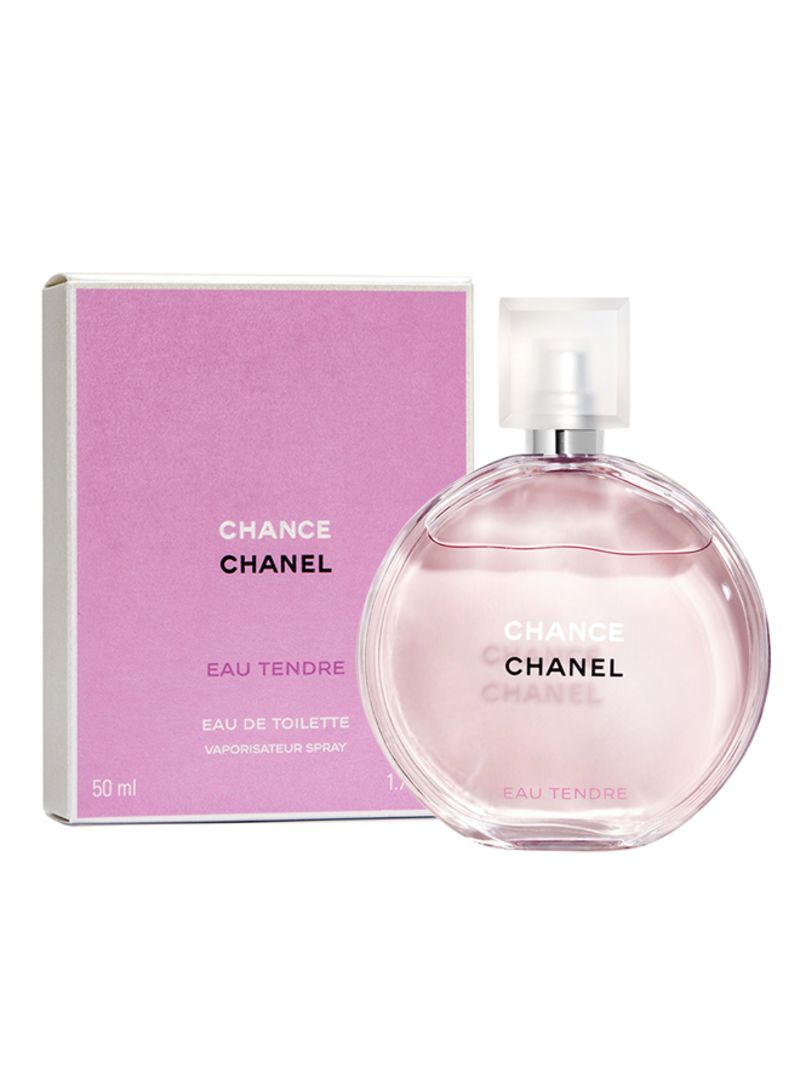 CHANCE
CHANEL
EAU TENDRE
EAU DE TOILETTE
VAPORISATEUR SPRAY
50 ml
CHANCE
CHANEL
EAU TENDRE